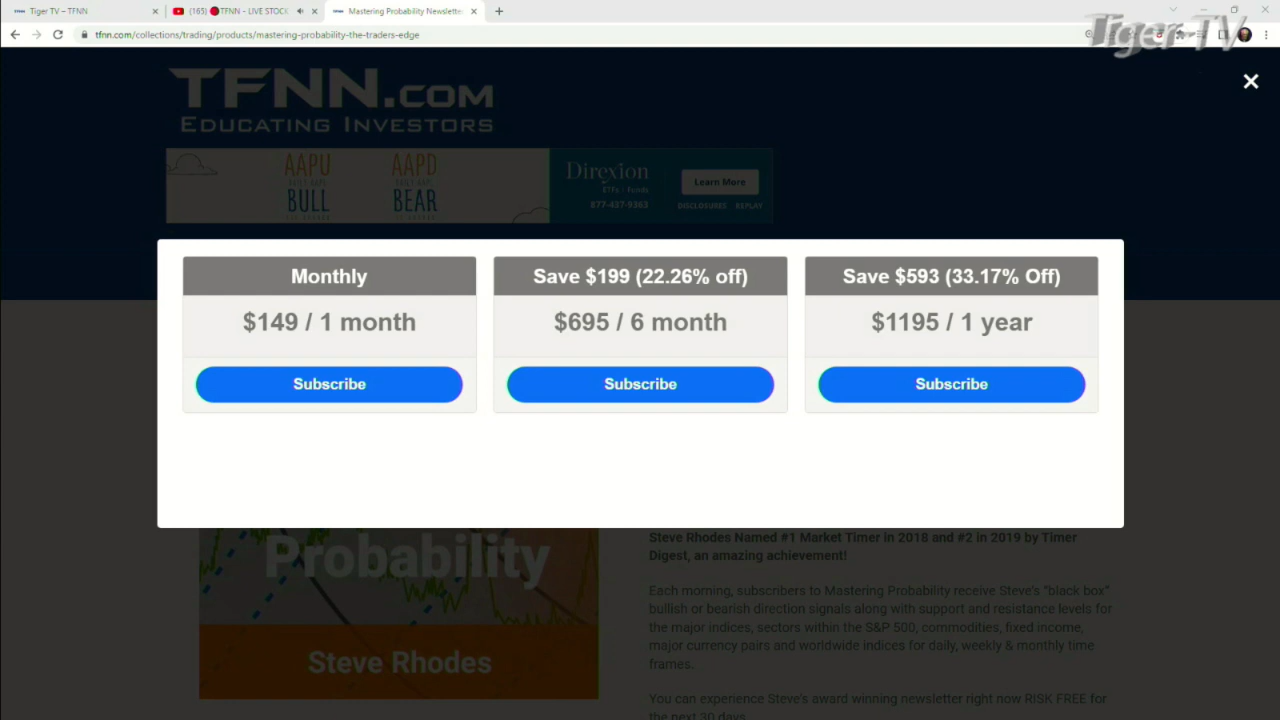 Tiger TV – TFNN
(165) 🔴TFNN – LIVE STOCK
Mastering Probability Newslette
tfnn.com/collections/trading/products/mastering-probability-the-traders-edge
Tiger TV
TFNN.COM
EDUCATING INVESTORS
AAPU
AAPD
BULL
BEAR
Direxion
877-437-9363
Learn More
DISCLOSURES REPLAY
Monthly
$149 / 1 month
Subscribe
Save $199 (22.26% off)
$695 / 6 month
Subscribe
Save $593 (33.17% Off)
$1195 / 1 year
Subscribe
Probability
Steve Rhodes
Steve Rhodes Named #1 Market Timer in 2018 and #2 in 2019 by Timer
Digest, an amazing achievement!
Each morning, subscribers to Mastering Probability receive Steve's "black box"
bullish or bearish direction signals along with support and resistance levels for
the major indices, sectors within the S&P 500, commodities, fixed income,
major currency pairs and worldwide indices for daily, weekly & monthly time
frames.
You can experience Steve's award winning newsletter right now RISK FREE for
the next 30 days